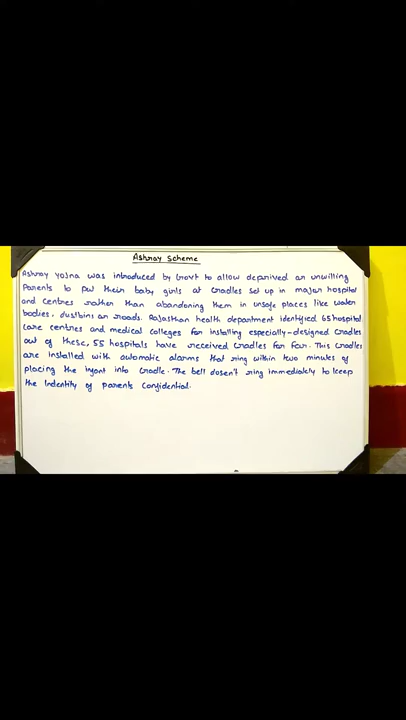 Ashray Scheme
Ashray yojna was introduced by Govt to allow deprived an unwilling
Parents to put their baby girls at cradles set up in major hospital
and centres rather than abandoning them in unsafe places like water
bodies, dustbins an roads. Rajasthan health department identified 65 hospital
care centres and medical colleges for installing especially-designed cradles
out of these, 55 hospitals have received cradles for far. This cradles
are installed with automatic alarms that ring within two minutes of
placing the infant into cradle. The bell dosen't ring immediately to keep
the Indentity of parents confidential.